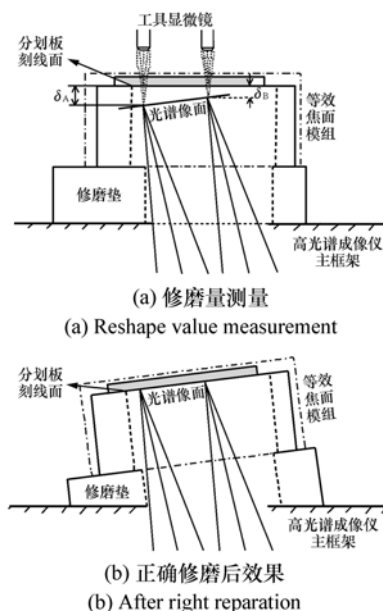 工具显微镜
分划板
刻线面
δA
δB
光谱像面
等效
焦面
模组
修磨垫
高光谱成像仪
主框架
(a) 修磨量测量
(a) Reshape value measurement
分划板
刻线面
光谱像面
等效
焦面
模组
修磨垫
高光谱成像仪
主框架
(b) 正确修磨后效果
(b) After right reparation